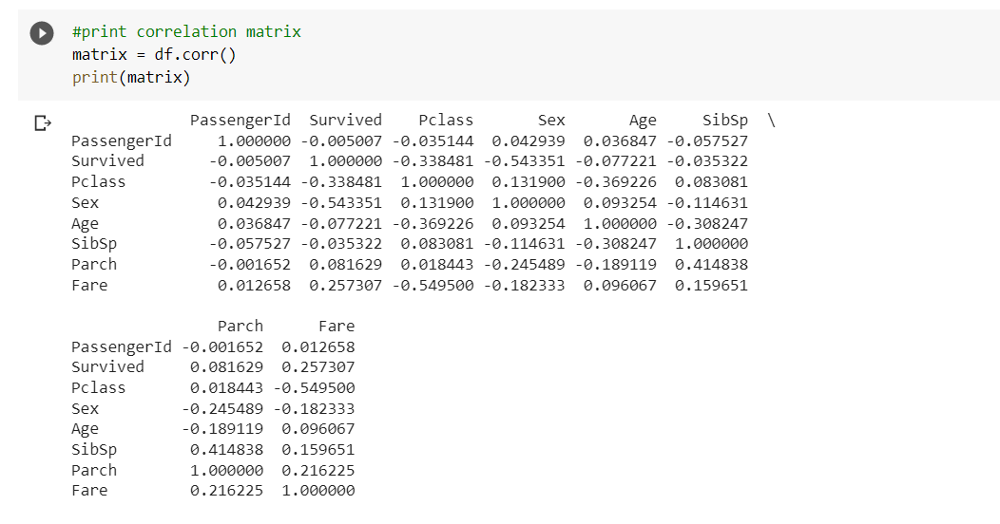 #print correlation matrix
matrix = df.corr()
print(matrix)
             PassengerId  Survived    Pclass       Sex       Age     SibSp  \
PassengerId     1.000000 -0.005007 -0.035144  0.042939  0.036847 -0.057527
Survived       -0.005007  1.000000 -0.338481 -0.543351 -0.077221 -0.035322
Pclass         -0.035144 -0.338481  1.000000  0.131900 -0.369226  0.083081
Sex             0.042939 -0.543351  0.131900  1.000000  0.093254 -0.114631
Age             0.036847 -0.077221 -0.369226  0.093254  1.000000 -0.308247
SibSp          -0.057527 -0.035322  0.083081 -0.114631 -0.308247  1.000000
Parch          -0.001652  0.081629  0.018443 -0.245489 -0.189119  0.414838
Fare            0.012658  0.257307 -0.549500 -0.182333  0.096067  0.159651
                Parch      Fare
PassengerId -0.001652  0.012658
Survived     0.081629  0.257307
Pclass       0.018443 -0.549500
Sex         -0.245489 -0.182333
Age         -0.189119  0.096067
SibSp        0.414838  0.159651
Parch        1.000000  0.216225
Fare         0.216225  1.000000